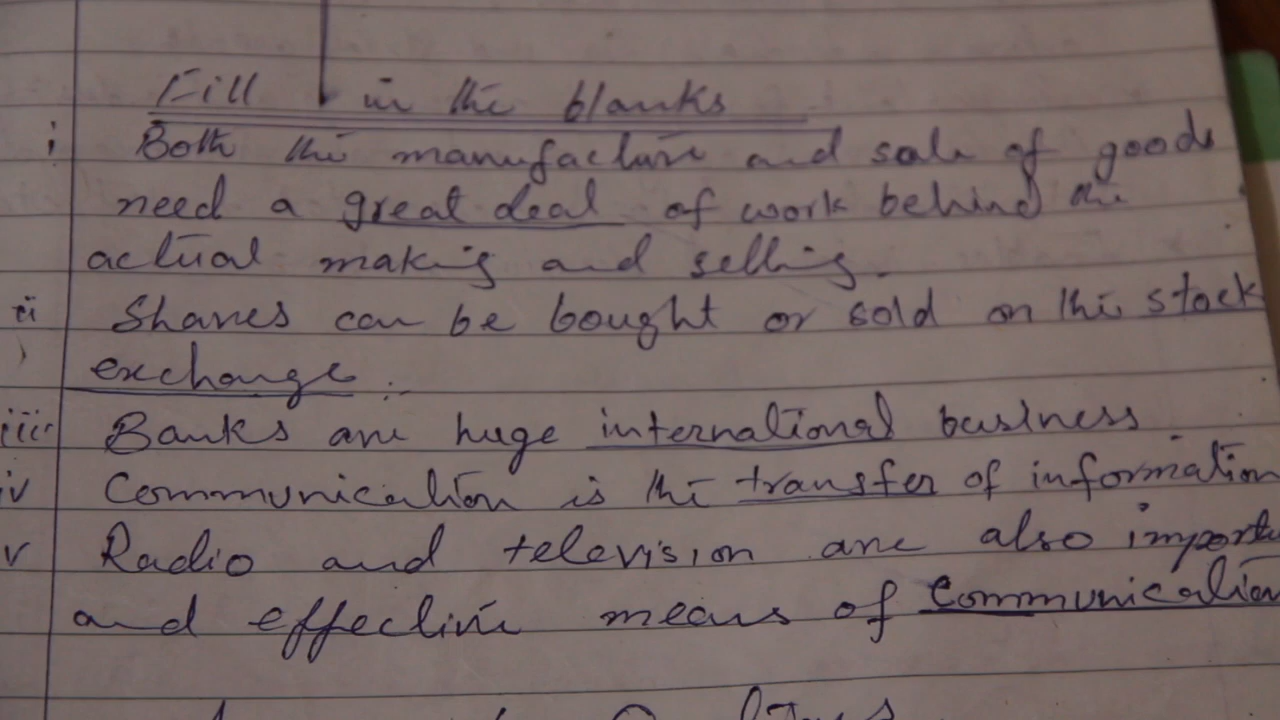 Fill in the blanks
i Both the manufacture and sale of goods
need a great deal of work behind the
actual making and selling.
ii Shares can be bought or sold on the stock
exchange.
iii Banks are huge international business
iv Communication is the transfer of information
v Radio and television are also importa
and effective means of communication